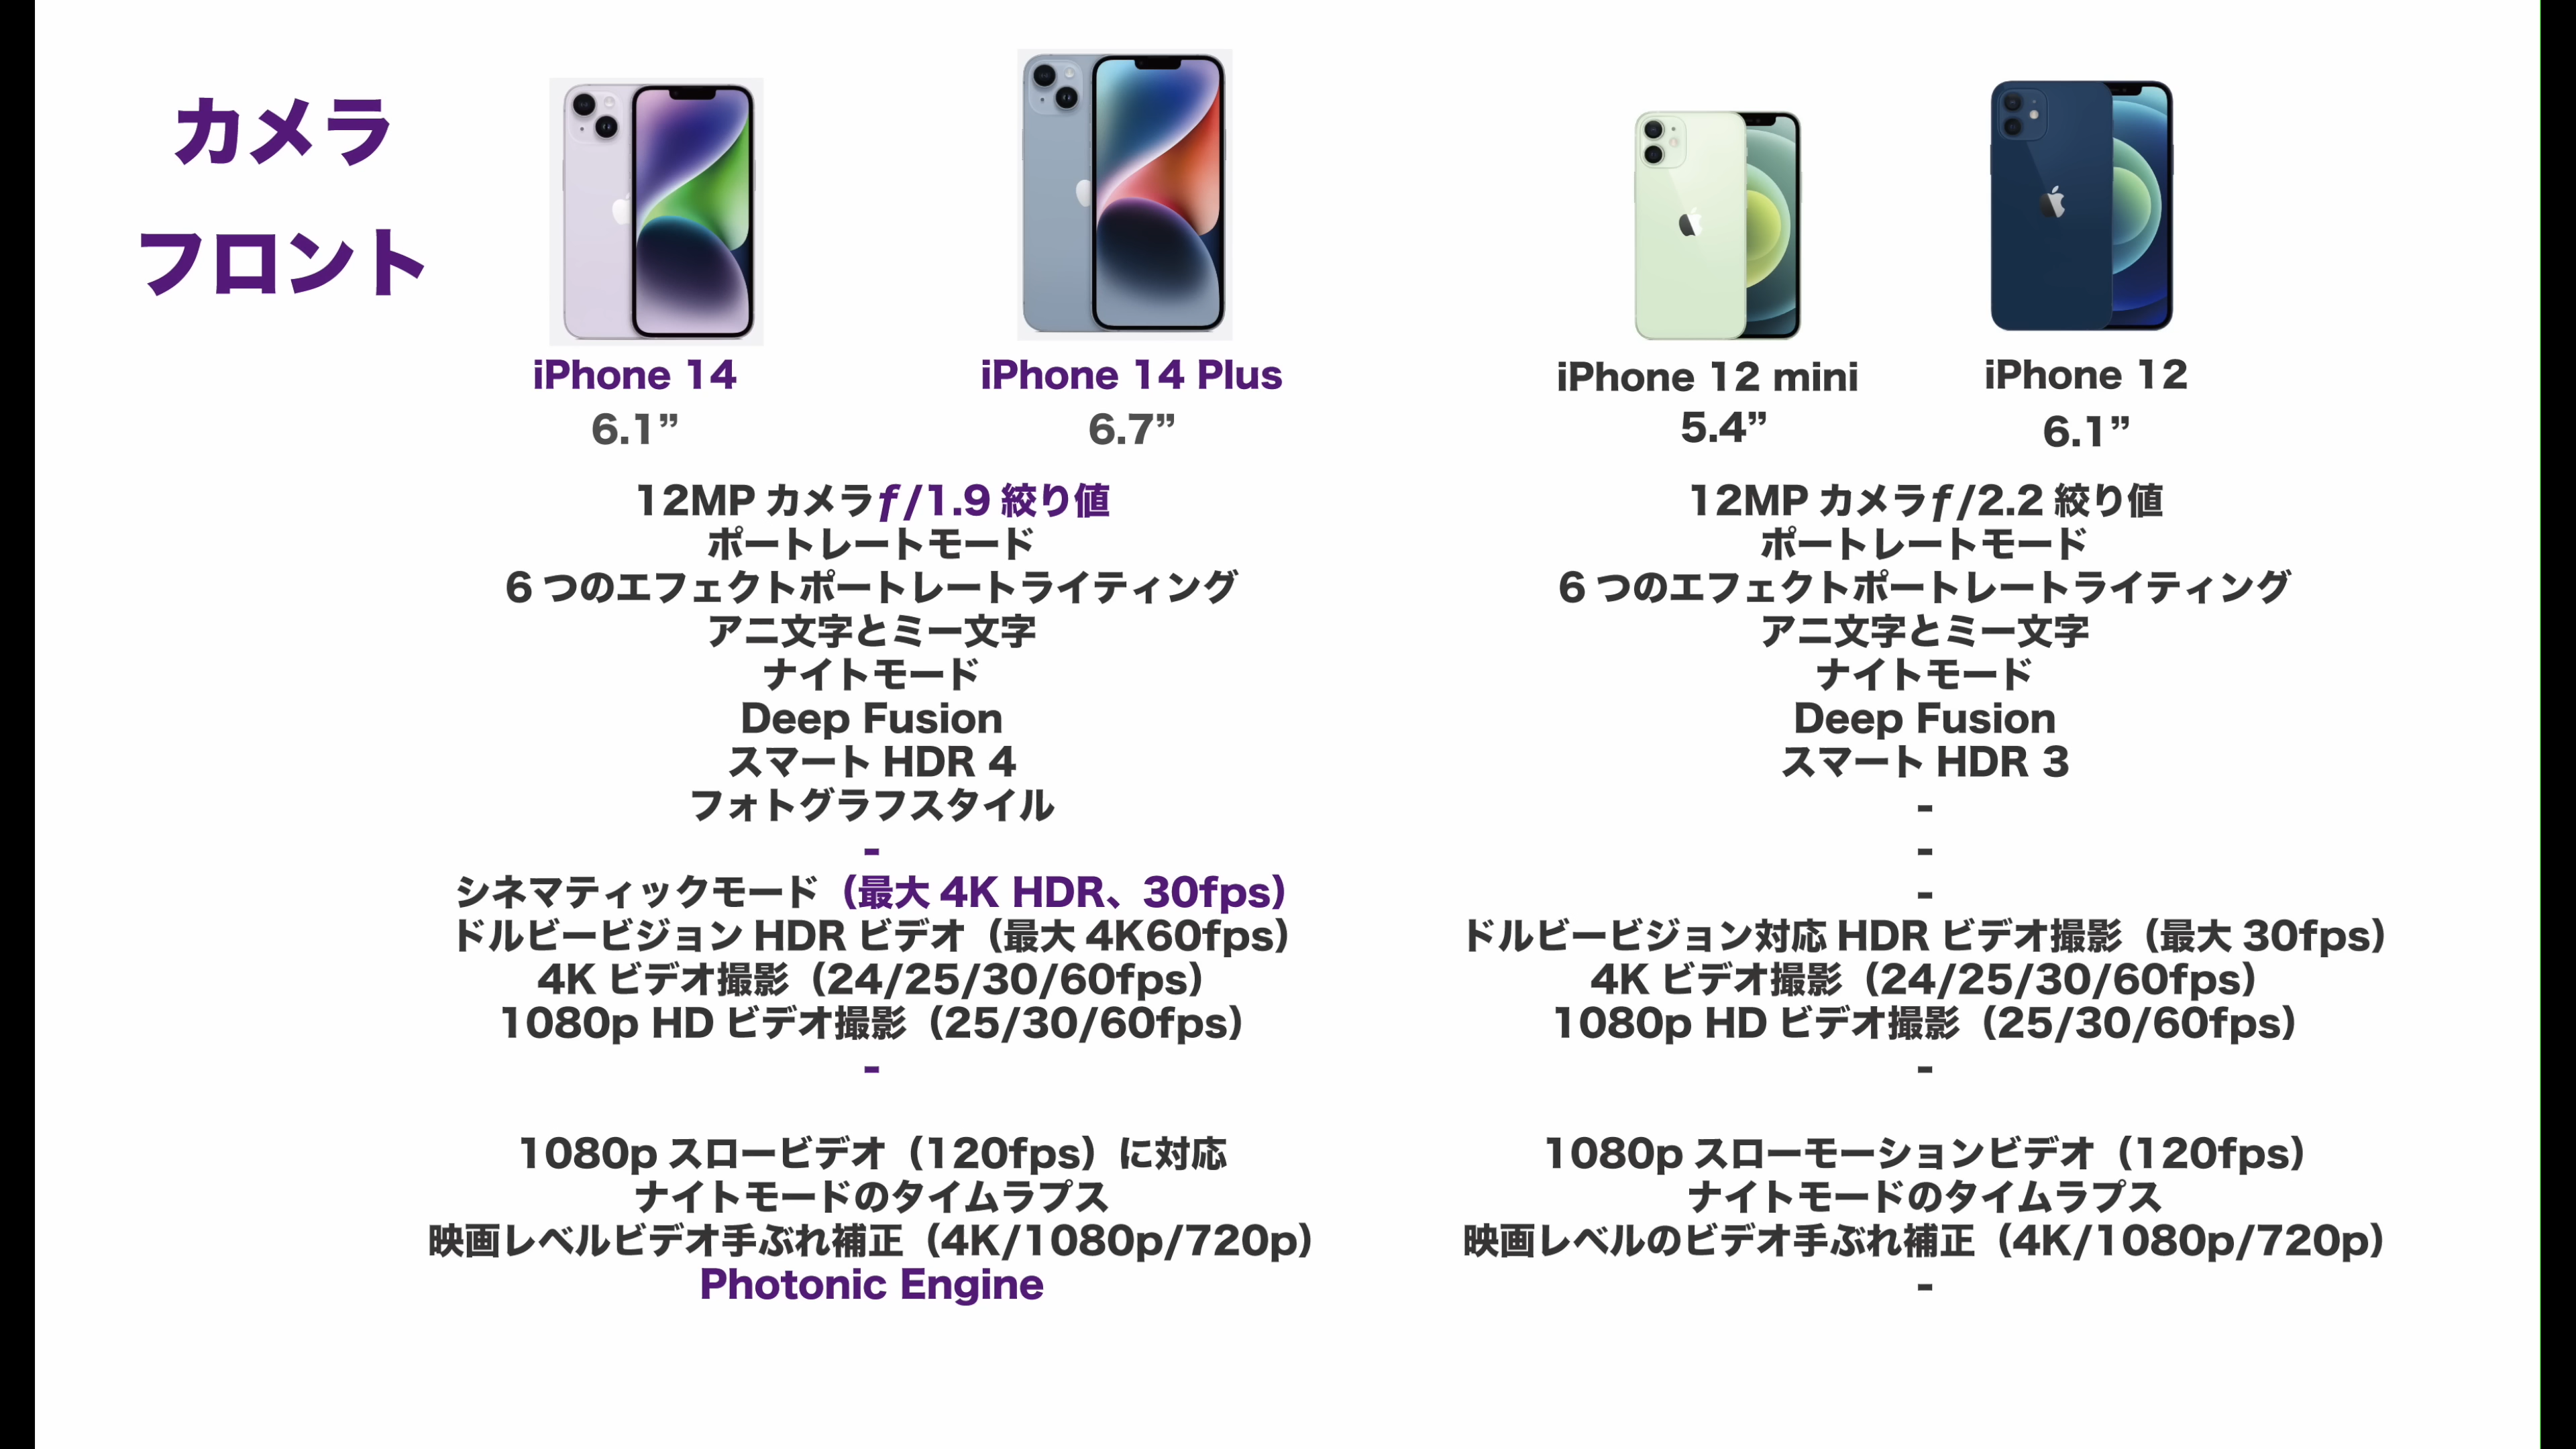 カメラ
フロント
iPhone 14
6.1”
iPhone 14 Plus
6.7”
iPhone 12 mini
5.4”
iPhone 12
6.1”
12MP カメラƒ/1.9 絞り値
ポートレートモード
6 つのエフェクトポートレートライティング
アニ文字とミー文字
ナイトモード
Deep Fusion
スマート HDR 4
フォトグラフスタイル
-
シネマティックモード（最大 4K HDR、30fps）
ドルビービジョン HDR ビデオ（最大 4K60fps）
4K ビデオ撮影（24/25/30/60fps）
1080p HD ビデオ撮影（25/30/60fps）
-
1080p スロービデオ（120fps）に対応
ナイトモードのタイムラプス
映画レベルビデオ手ぶれ補正（4K/1080p/720p）
Photonic Engine
12MP カメラƒ/2.2 絞り値
ポートレートモード
6 つのエフェクトポートレートライティング
アニ文字とミー文字
ナイトモード
Deep Fusion
スマート HDR 3
-
-
-
ドルビービジョン対応 HDR ビデオ撮影（最大 30fps）
4K ビデオ撮影（24/25/30/60fps）
1080p HD ビデオ撮影（25/30/60fps）
-
1080p スローモーションビデオ（120fps）
ナイトモードのタイムラプス
映画レベルのビデオ手ぶれ補正（4K/1080p/720p）
-